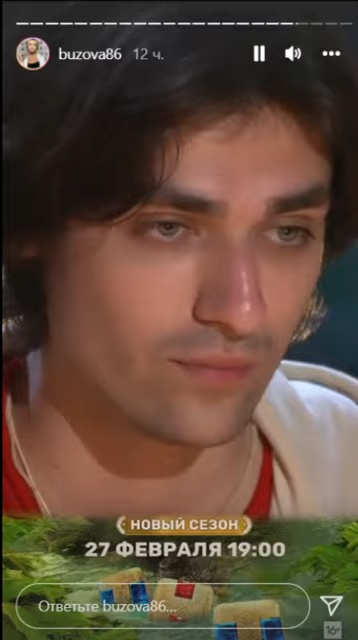 buzova86 12 ч.
НОВЫЙ СЕЗОН
27 ФЕВРАЛЯ 19:00
Ответьте buzova86...
16+